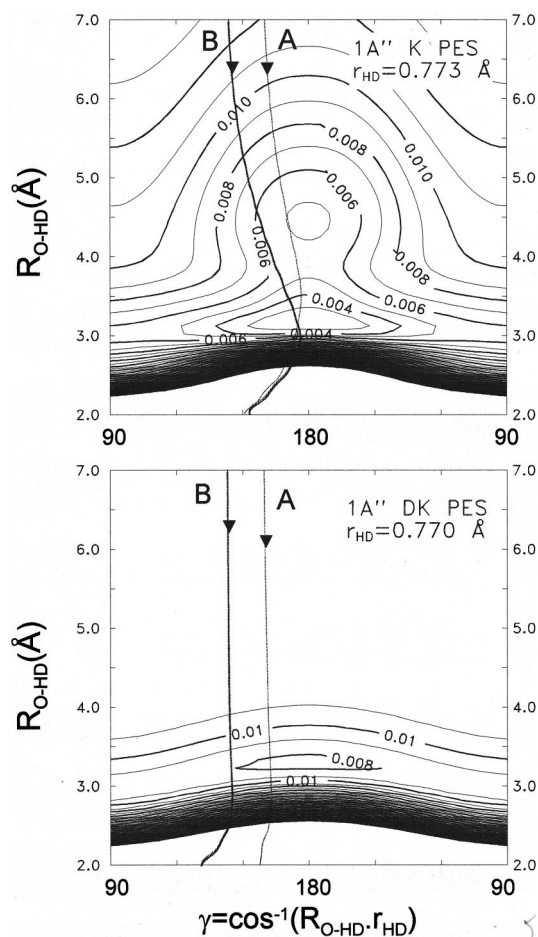 7.0 7.0
B A 1A'' K PES
r_HD=0.773 Å
6.0 6.0
0.010
0.010
0.008
5.0 5.0
0.008 0.006
R_O-HD(Å)
4.0 0.008 4.0
0.006 0.006
0.004
3.0 0.006 0.004 3.0
2.0 2.0
90 180 90
7.0 7.0
B A 1A'' DK PES
r_HD=0.770 Å
6.0 6.0
5.0 5.0
R_O-HD(Å)
4.0 4.0
0.01 0.01
0.008
3.0 0.01 3.0
2.0 2.0
90 180 90
γ=cos⁻¹(R_O-HD.r_HD)